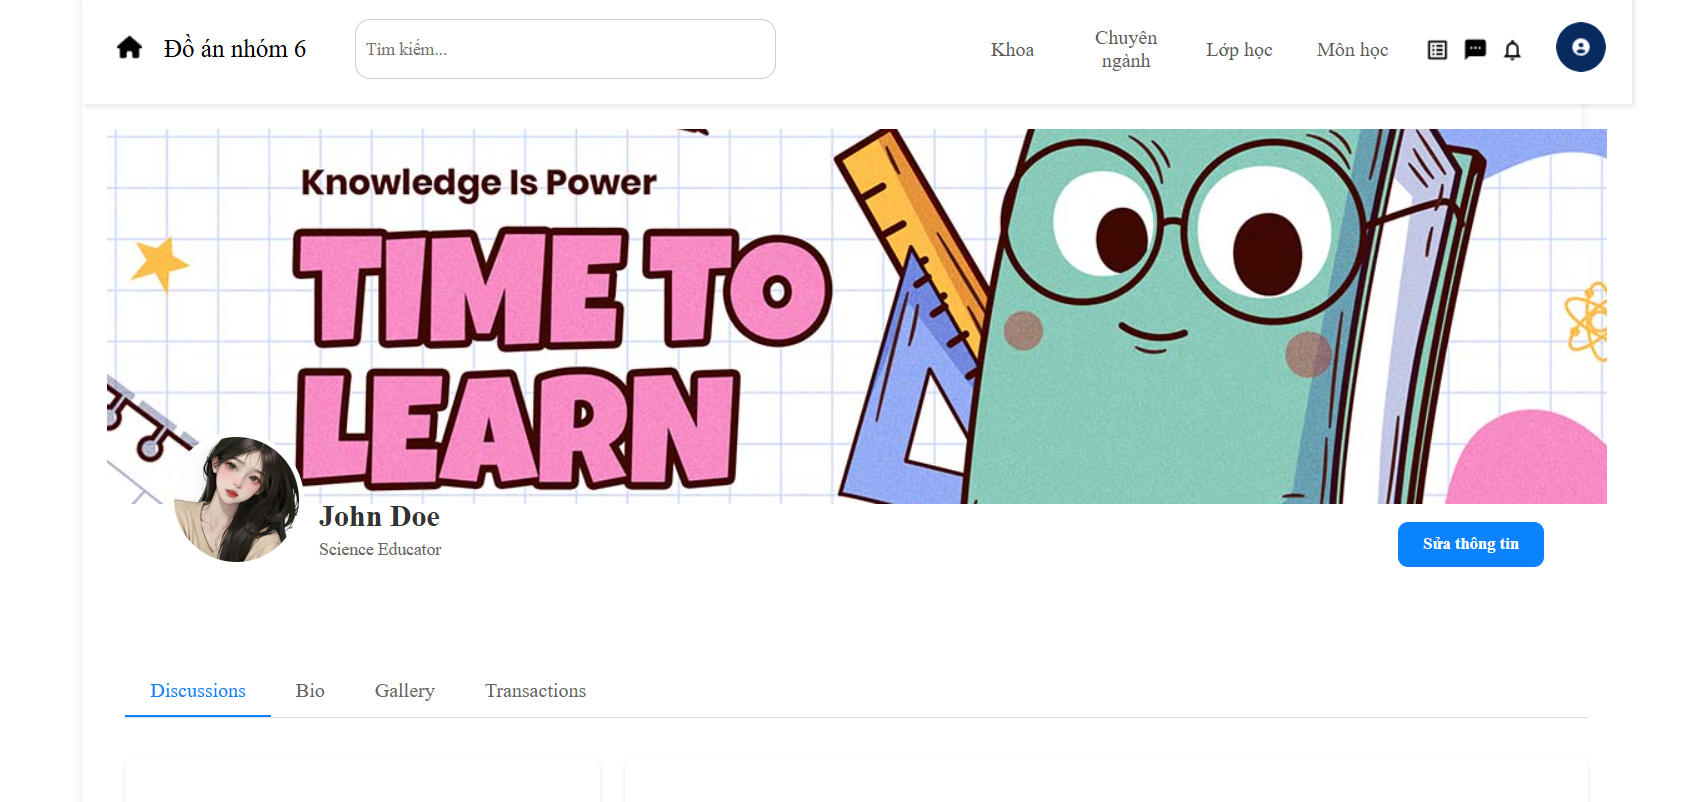 Đồ án nhóm 6
Tìm kiếm...
Khoa
Chuyên
ngành
Lớp học
Môn học
Knowledge Is Power
TIME TO
LEARN
John Doe
Science Educator
Sửa thông tin
Discussions
Bio
Gallery
Transactions